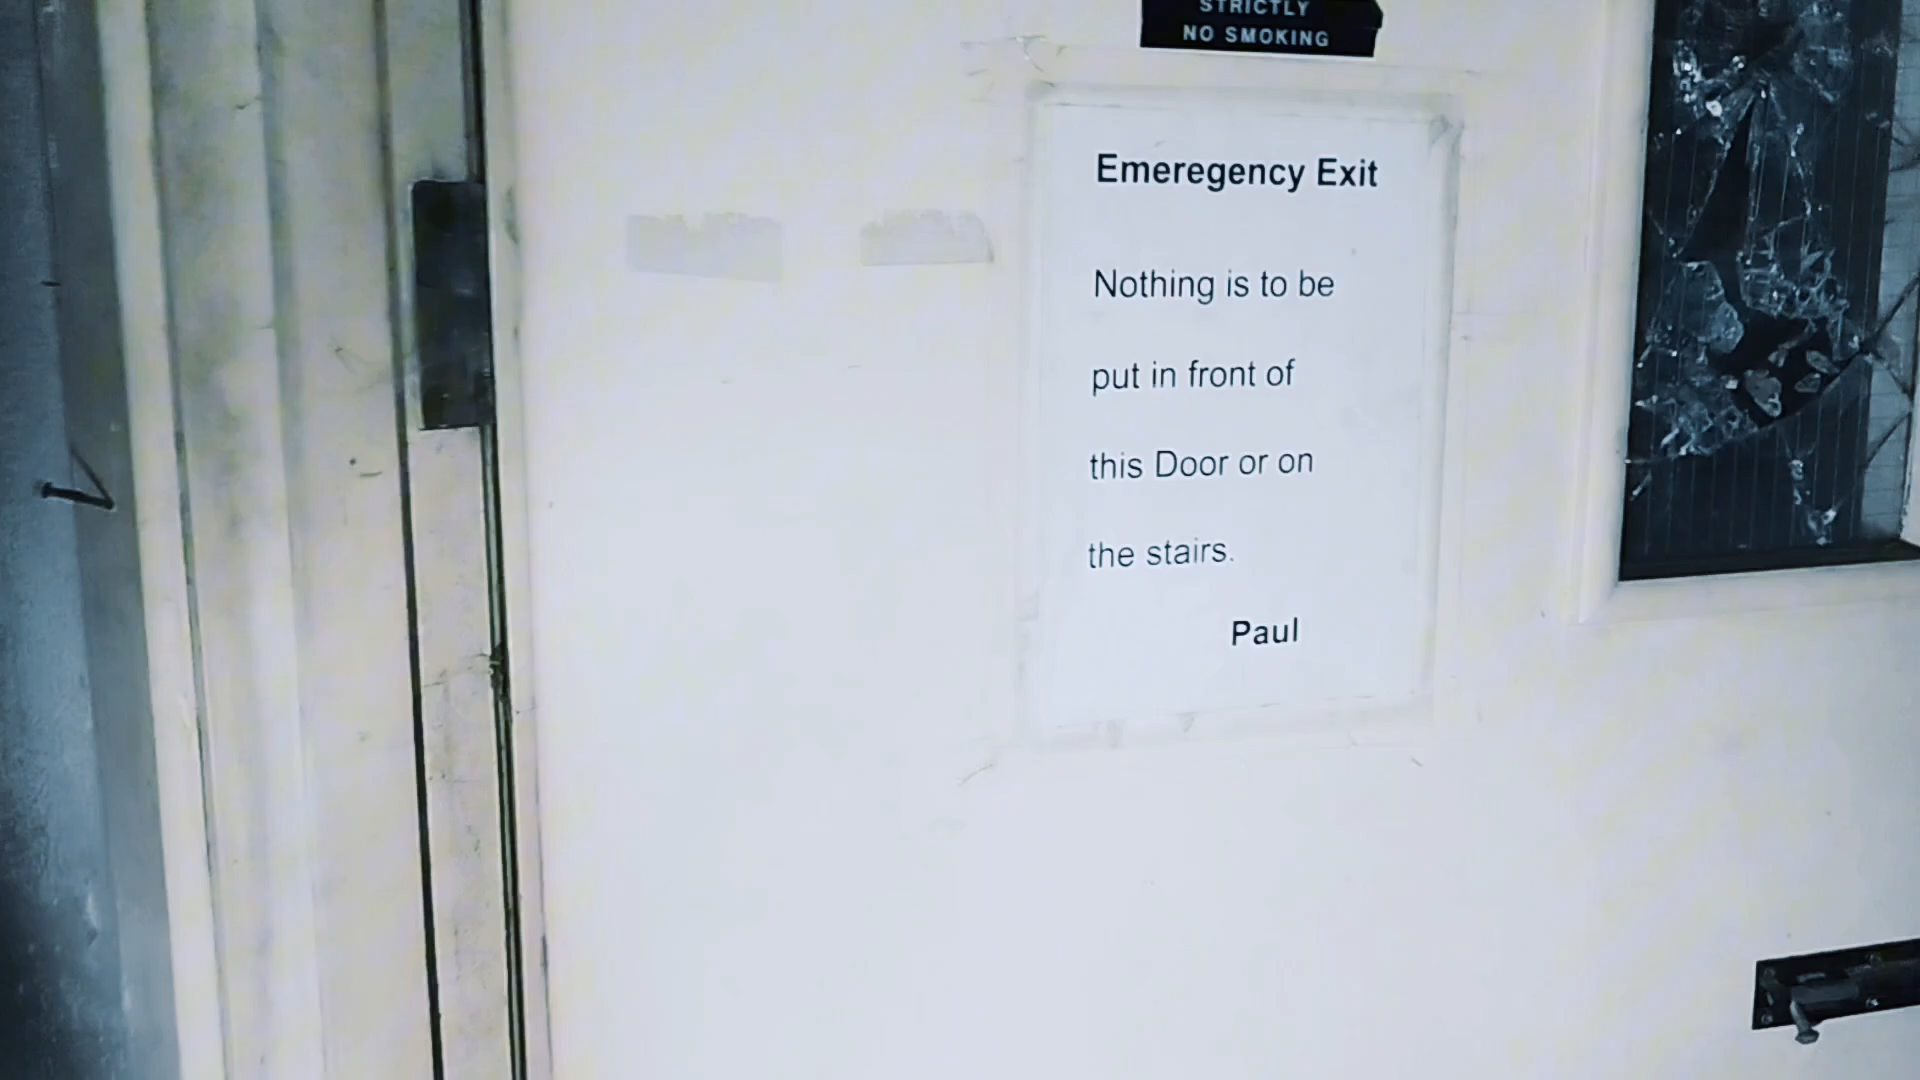 STRICTLY
NO SMOKING
Emeregency Exit
Nothing is to be
put in front of
this Door or on
the stairs.
Paul